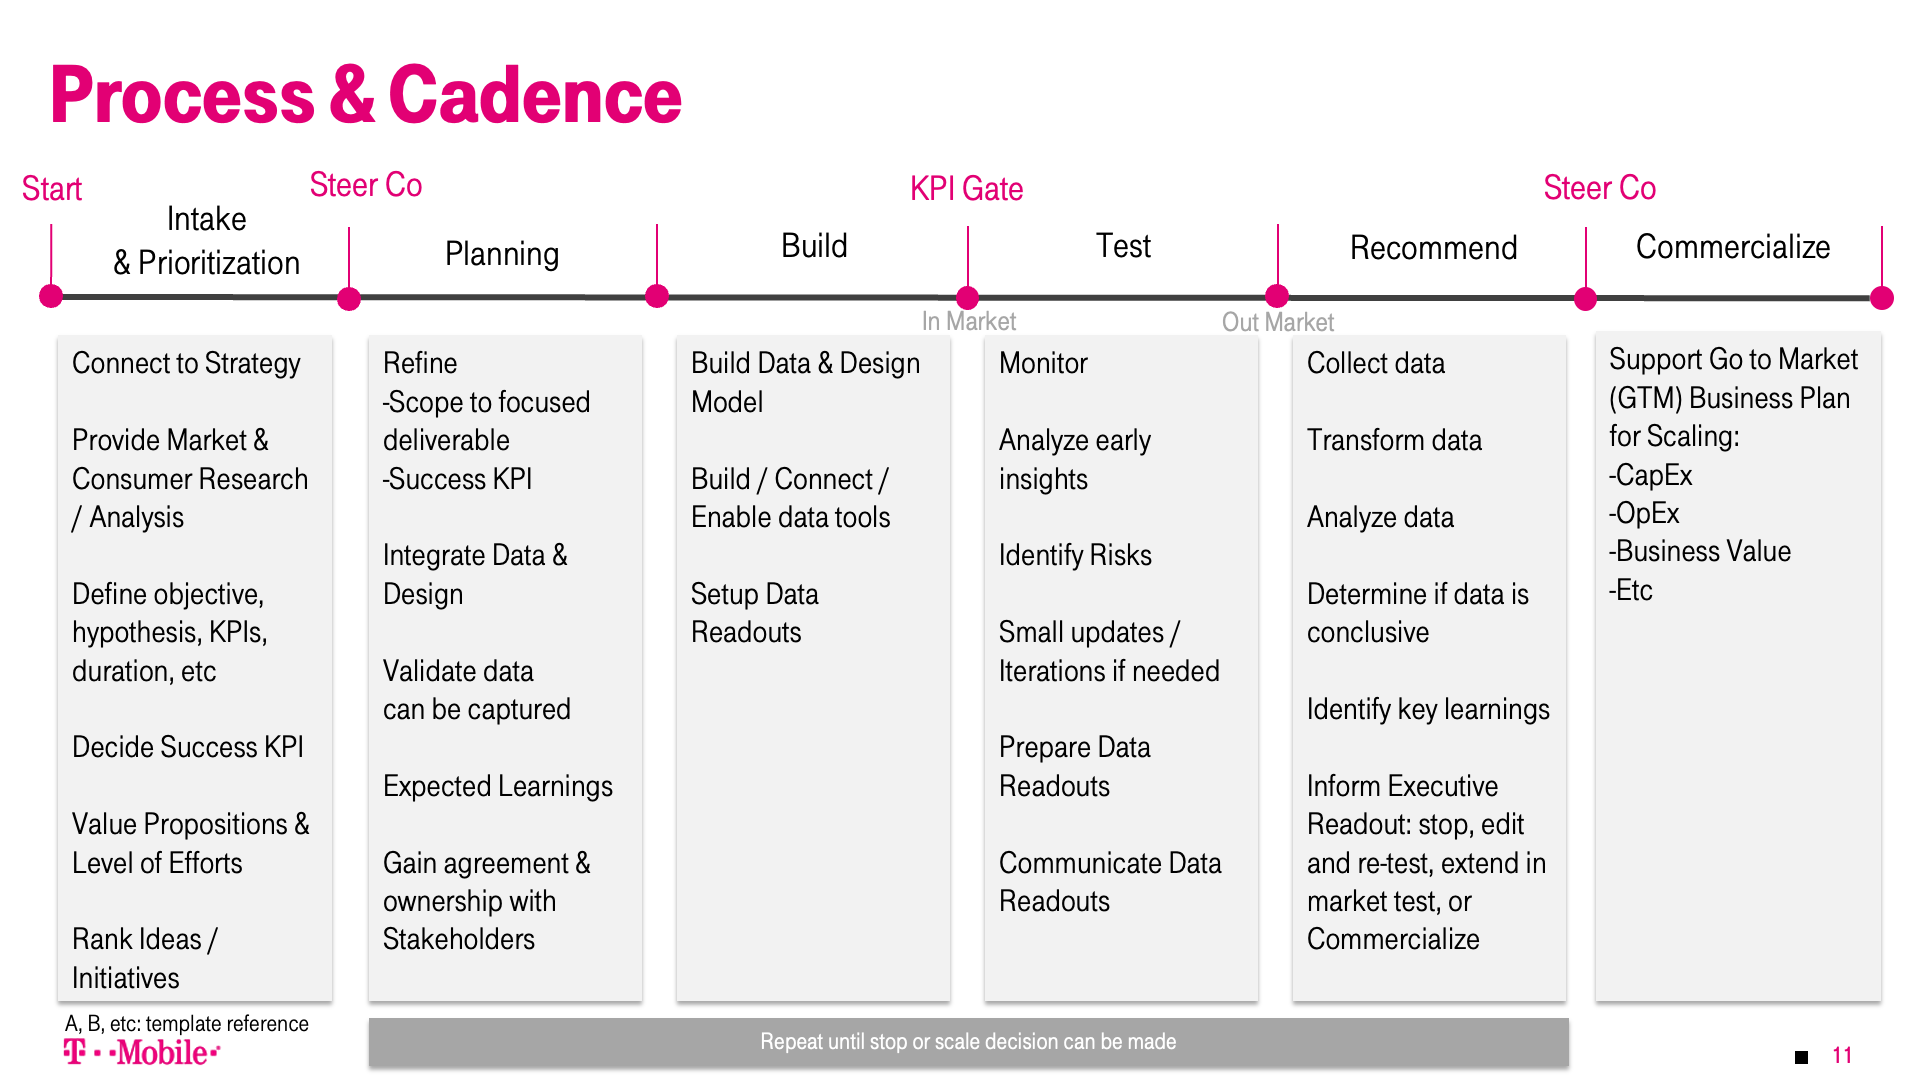 Process & Cadence
Start
Steer Co
KPI Gate
Steer Co
Intake
& Prioritization
Planning
Build
Test
Recommend
Commercialize
In Market
Out Market
Connect to Strategy
Provide Market &
Consumer Research
/ Analysis
Define objective,
hypothesis, KPIs,
duration, etc
Decide Success KPI
Value Propositions &
Level of Efforts
Rank Ideas /
Initiatives
Refine
-Scope to focused
deliverable
-Success KPI
Integrate Data &
Design
Validate data
can be captured
Expected Learnings
Gain agreement &
ownership with
Stakeholders
Build Data & Design
Model
Build / Connect /
Enable data tools
Setup Data
Readouts
Monitor
Analyze early
insights
Identify Risks
Small updates /
Iterations if needed
Prepare Data
Readouts
Communicate Data
Readouts
Collect data
Transform data
Analyze data
Determine if data is
conclusive
Identify key learnings
Inform Executive
Readout: stop, edit
and re-test, extend in
market test, or
Commercialize
Support Go to Market
(GTM) Business Plan
for Scaling:
-CapEx
-OpEx
-Business Value
-Etc
A, B, etc: template reference
T··Mobile·
Repeat until stop or scale decision can be made
11